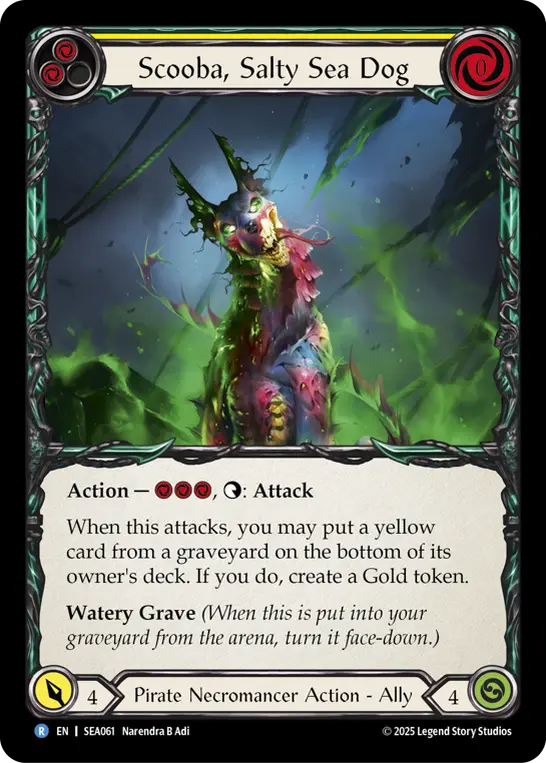 0
Scooba, Salty Sea Dog
Action — , : Attack
When this attacks, you may put a yellow
card from a graveyard on the bottom of its
owner's deck. If you do, create a Gold token.
Watery Grave (When this is put into your
graveyard from the arena, turn it face-down.)
4
Pirate Necromancer Action - Ally
4
R EN | SEA061 Narendra B Adi
© 2025 Legend Story Studios